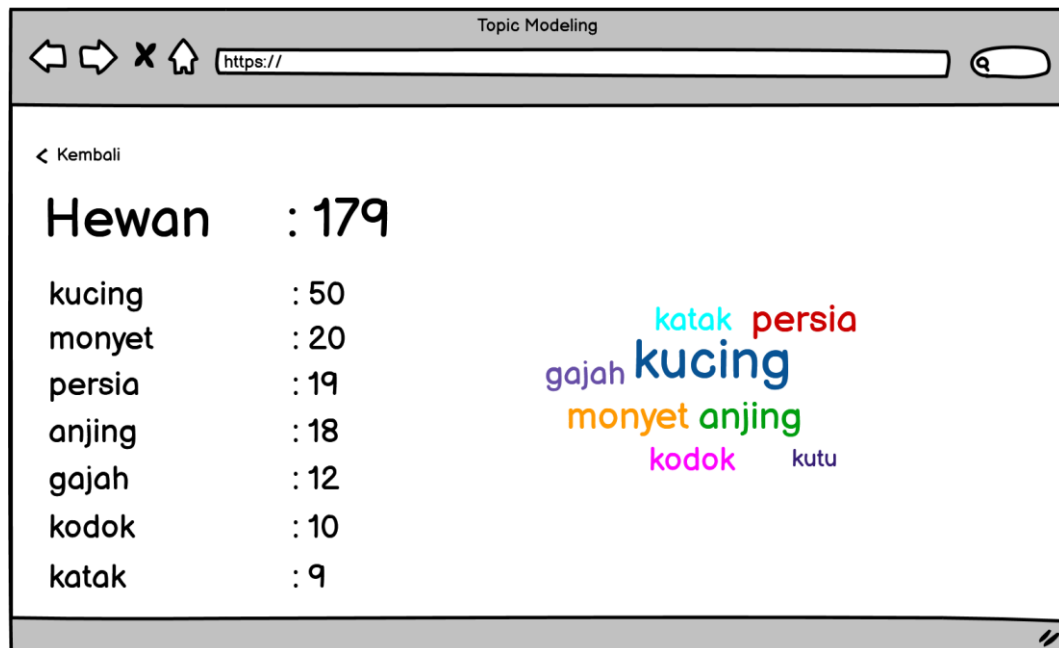 Topic Modeling
https://
Kembali
Hewan : 179
kucing : 50
monyet : 20
persia : 19
anjing : 18
gajah : 12
kodok : 10
katak : 9
katak persia
gajah kucing
monyet anjing
kodok kutu